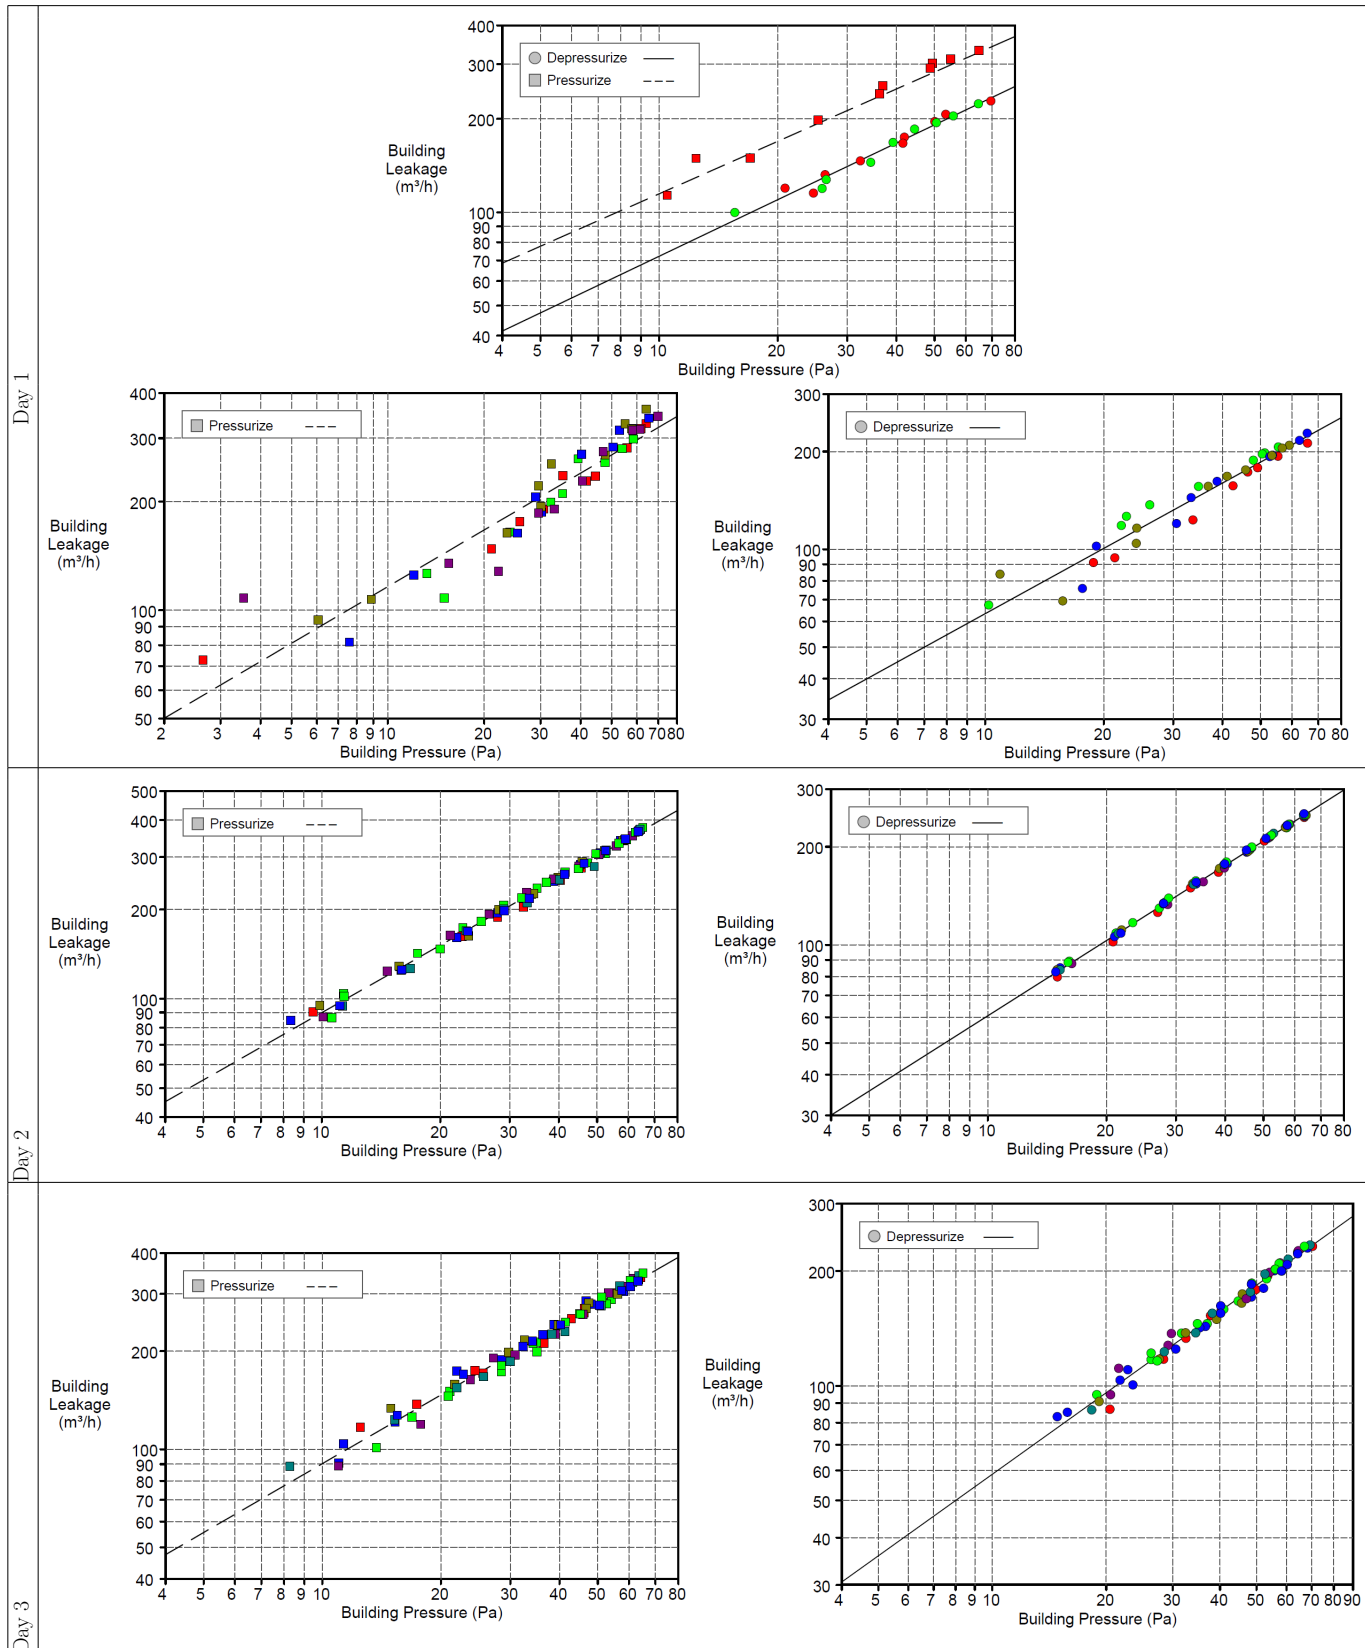 Day 1
400
300
200
100
90
80
70
60
50
40
Depressurize
Pressurize
Building
Leakage
(m³/h)
4 5 6 7 8 9 10 20 30 40 50 60 70 80
Building Pressure (Pa)
400
300
200
100
90
80
70
60
50
Pressurize
Building
Leakage
(m³/h)
2 3 4 5 6 7 8 9 10 20 30 40 50 60 70 80
Building Pressure (Pa)
300
200
100
90
80
70
60
50
40
30
Depressurize
Building
Leakage
(m³/h)
4 5 6 7 8 9 10 20 30 40 50 60 70 80
Building Pressure (Pa)
Day 2
500
400
300
200
100
90
80
70
60
50
40
Pressurize
Building
Leakage
(m³/h)
4 5 6 7 8 9 10 20 30 40 50 60 70 80
Building Pressure (Pa)
300
200
100
90
80
70
60
50
40
30
Depressurize
Building
Leakage
(m³/h)
4 5 6 7 8 9 10 20 30 40 50 60 70 80
Building Pressure (Pa)
Day 3
400
300
200
100
90
80
70
60
50
40
Pressurize
Building
Leakage
(m³/h)
4 5 6 7 8 9 10 20 30 40 50 60 70 80
Building Pressure (Pa)
300
200
100
90
80
70
60
50
40
30
Depressurize
Building
Leakage
(m³/h)
4 5 6 7 8 9 10 20 30 40 50 60 70 80 90
Building Pressure (Pa)